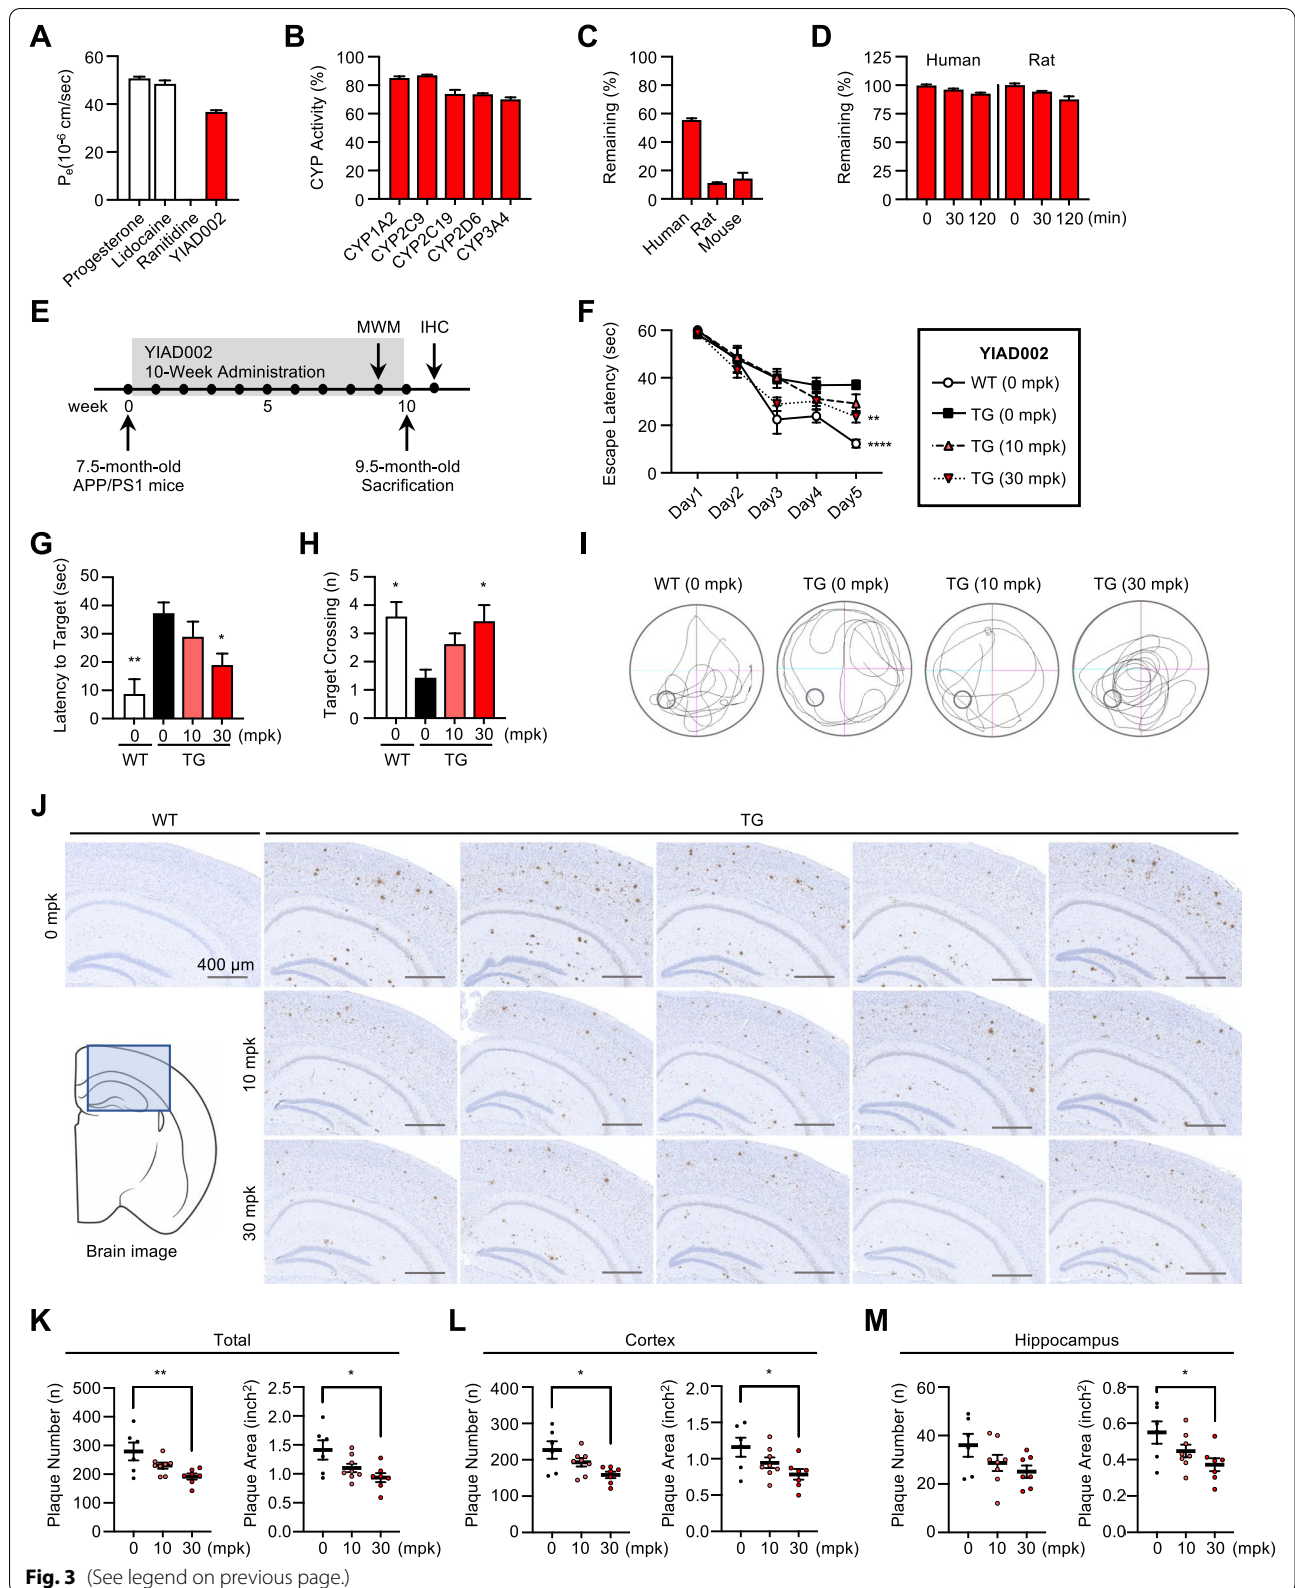 A
Pe(10-6 cm/sec)
60
40
20
0
Progesterone
Lidocaine
Ranitidine
YIAD002
B
CYP Activity (%)
100
80
60
40
20
0
CYP1A2
CYP2C9
CYP2C19
CYP2D6
CYP3A4
C
Remaining (%)
100
80
60
40
20
0
Human
Rat
Mouse
D
Remaining (%)
125
100
75
50
25
0
Human Rat
0 30 120 0 30 120 (min)
E
MWM IHC
YIAD002
10-Week Administration
week 0 5 10
7.5-month-old
APP/PS1 mice
9.5-month-old
Sacrification
F
Escape Latency (sec)
60
40
20
0
**
****
Day1
Day2
Day3
Day4
Day5
YIAD002
WT (0 mpk)
TG (0 mpk)
TG (10 mpk)
TG (30 mpk)
G
Latency to Target (sec)
50
40
30
20
10
0
**
*
0 0 10 30 (mpk)
WT TG
H
Target Crossing (n)
5
4
3
2
1
0
*
*
0 0 10 30 (mpk)
WT TG
I
WT (0 mpk) TG (0 mpk) TG (10 mpk) TG (30 mpk)
J
WT TG
0 mpk
400 µm
10 mpk
30 mpk
Brain image
K
Total
Plaque Number (n)
500
400
300
200
100
0
**
0 10 30 (mpk)
Plaque Area (inch2)
2.5
2.0
1.5
1.0
0.5
0.0
*
0 10 30 (mpk)
L
Cortex
Plaque Number (n)
400
300
200
100
0
*
0 10 30 (mpk)
Plaque Area (inch2)
2.0
1.5
1.0
0.5
0.0
*
0 10 30 (mpk)
M
Hippocampus
Plaque Number (n)
60
40
20
0
0 10 30 (mpk)
Plaque Area (inch2)
0.8
0.6
0.4
0.2
0.0
*
0 10 30 (mpk)
Fig. 3 (See legend on previous page.)